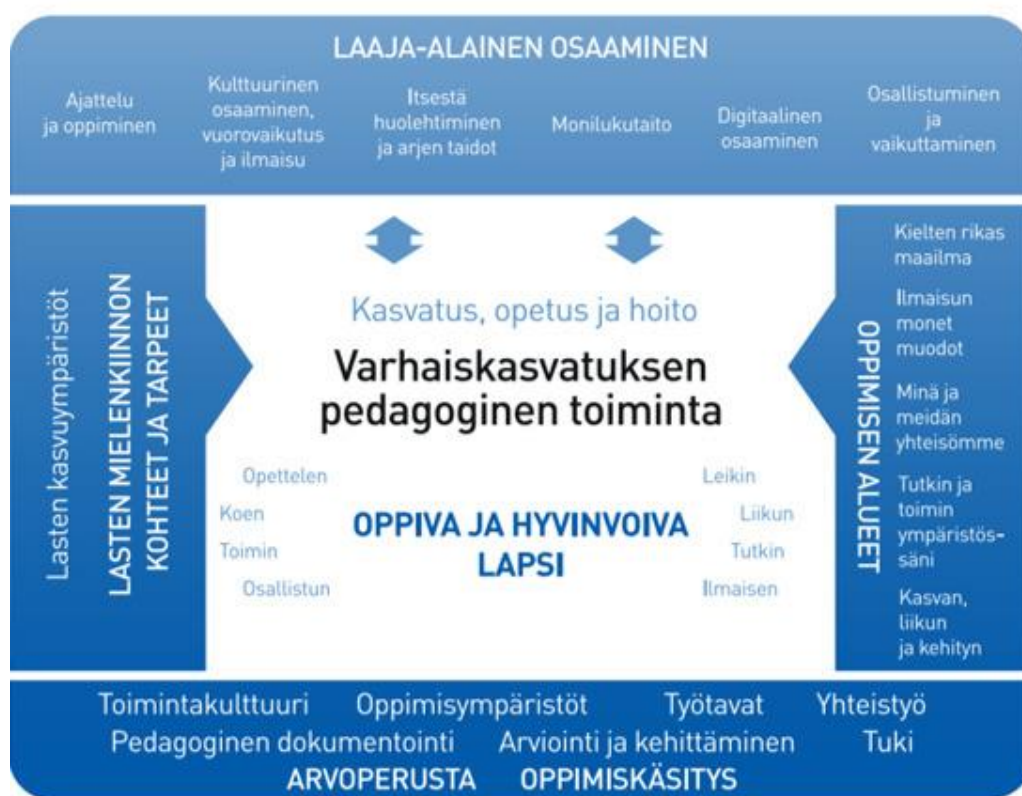 LAAJA-ALAINEN OSAAMINEN
Ajattelu
ja oppiminen
Kulttuurinen
osaaminen,
vuorovaikutus
ja ilmaisu
Itsestä
huolehtiminen
ja arjen taidot
Monilukutaito
Digitaalinen
osaaminen
Osallistuminen
ja
vaikuttaminen
Lasten kasvuympäristöt
LASTEN MIELENKIINNON
KOHTEET JA TARPEET
Kasvatus, opetus ja hoito
Varhaiskasvatuksen
pedagoginen toiminta
Opettelen
Koen
Toimin
Osallistun
OPPIVA JA HYVINVOIVA
LAPSI
Leikin
Liikun
Tutkin
Ilmaisen
OPPIMISEN ALUEET
Kielten rikas
maailma
Ilmaisun
monet
muodot
Minä ja
meidän
yhteisömme
Tutkin ja
toimin
ympäristös-
säni
Kasvan,
liikun
ja kehityn
Toimintakulttuuri Oppimisympäristöt Työtavat Yhteistyö
Pedagoginen dokumentointi Arviointi ja kehittäminen Tuki
ARVOPERUSTA OPPIMISKÄSITYS